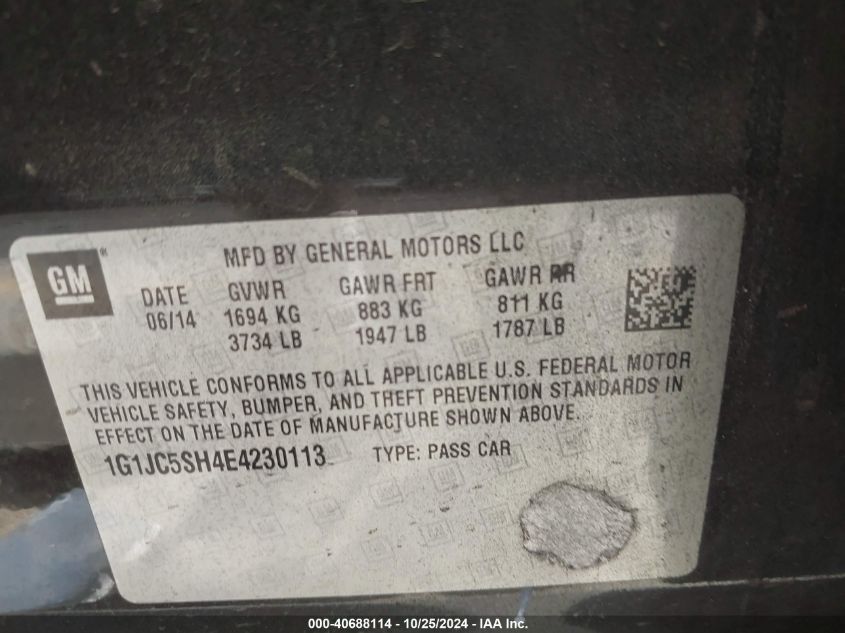 GM ®
MFD BY GENERAL MOTORS LLC
DATE GVWR GAWR FRT GAWR RR
06/14 1694 KG 883 KG 811 KG
3734 LB 1947 LB 1787 LB
THIS VEHICLE CONFORMS TO ALL APPLICABLE U.S. FEDERAL MOTOR
VEHICLE SAFETY, BUMPER, AND THEFT PREVENTION STANDARDS IN
EFFECT ON THE DATE OF MANUFACTURE SHOWN ABOVE.
1G1JC5SH4E4230113 TYPE: PASS CAR
000-40688114 - 10/25/2024 - IAA Inc.